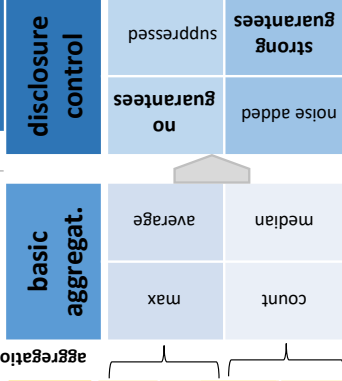 disclosure
control
suppressed
strong
guarantees
no
guarantees
noise added
basic
aggregat.
average
median
max
count
aggregatio